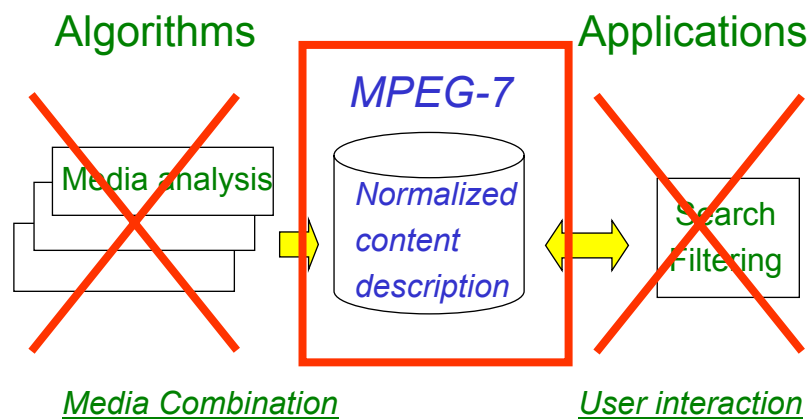 Algorithms
Applications
MPEG-7
Media analysis
Normalized
content
description
Search
Filtering
Media Combination
User interaction